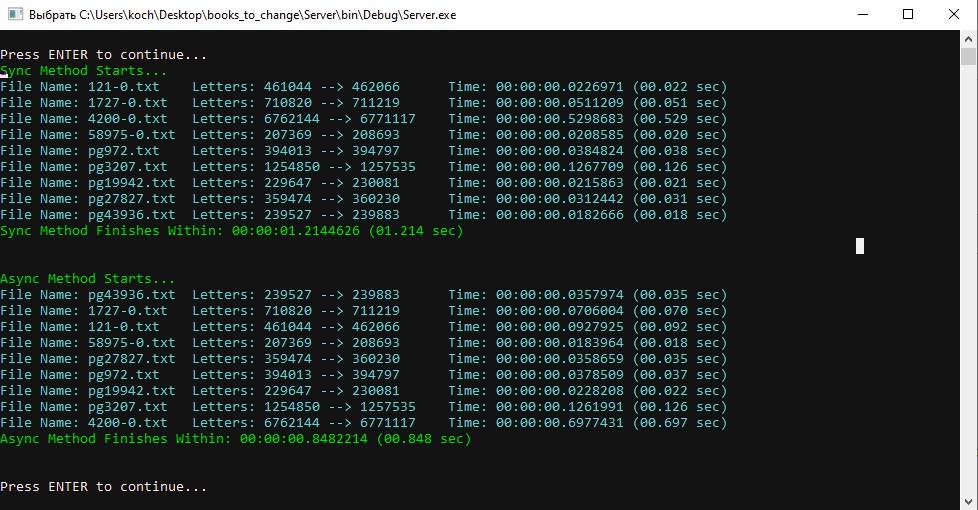 Выбрать C:\Users\koch\Desktop\books_to_change\Server\bin\Debug\Server.exe
Press ENTER to continue...
Sync Method Starts...
File Name: 121-0.txt    Letters: 461044 --> 462066      Time: 00:00:00.0226971 (00.022 sec)
File Name: 1727-0.txt   Letters: 710820 --> 711219      Time: 00:00:00.0511209 (00.051 sec)
File Name: 4200-0.txt   Letters: 6762144 --> 6771117    Time: 00:00:00.5298683 (00.529 sec)
File Name: 58975-0.txt  Letters: 207369 --> 208693      Time: 00:00:00.0208585 (00.020 sec)
File Name: pg972.txt    Letters: 394013 --> 394797      Time: 00:00:00.0384824 (00.038 sec)
File Name: pg3207.txt   Letters: 1254850 --> 1257535    Time: 00:00:00.1267709 (00.126 sec)
File Name: pg19942.txt  Letters: 229647 --> 230081      Time: 00:00:00.0215863 (00.021 sec)
File Name: pg27827.txt  Letters: 359474 --> 360230      Time: 00:00:00.0312442 (00.031 sec)
File Name: pg43936.txt  Letters: 239527 --> 239883      Time: 00:00:00.0182666 (00.018 sec)
Sync Method Finishes Within: 00:00:01.2144626 (01.214 sec)
Async Method Starts...
File Name: pg43936.txt  Letters: 239527 --> 239883      Time: 00:00:00.0357974 (00.035 sec)
File Name: 1727-0.txt   Letters: 710820 --> 711219      Time: 00:00:00.0706004 (00.070 sec)
File Name: 121-0.txt    Letters: 461044 --> 462066      Time: 00:00:00.0927925 (00.092 sec)
File Name: 58975-0.txt  Letters: 207369 --> 208693      Time: 00:00:00.0183964 (00.018 sec)
File Name: pg27827.txt  Letters: 359474 --> 360230      Time: 00:00:00.0358659 (00.035 sec)
File Name: pg972.txt    Letters: 394013 --> 394797      Time: 00:00:00.0378509 (00.037 sec)
File Name: pg19942.txt  Letters: 229647 --> 230081      Time: 00:00:00.0228208 (00.022 sec)
File Name: pg3207.txt   Letters: 1254850 --> 1257535    Time: 00:00:00.1261991 (00.126 sec)
File Name: 4200-0.txt   Letters: 6762144 --> 6771117    Time: 00:00:00.6977431 (00.697 sec)
Async Method Finishes Within: 00:00:00.8482214 (00.848 sec)
Press ENTER to continue...